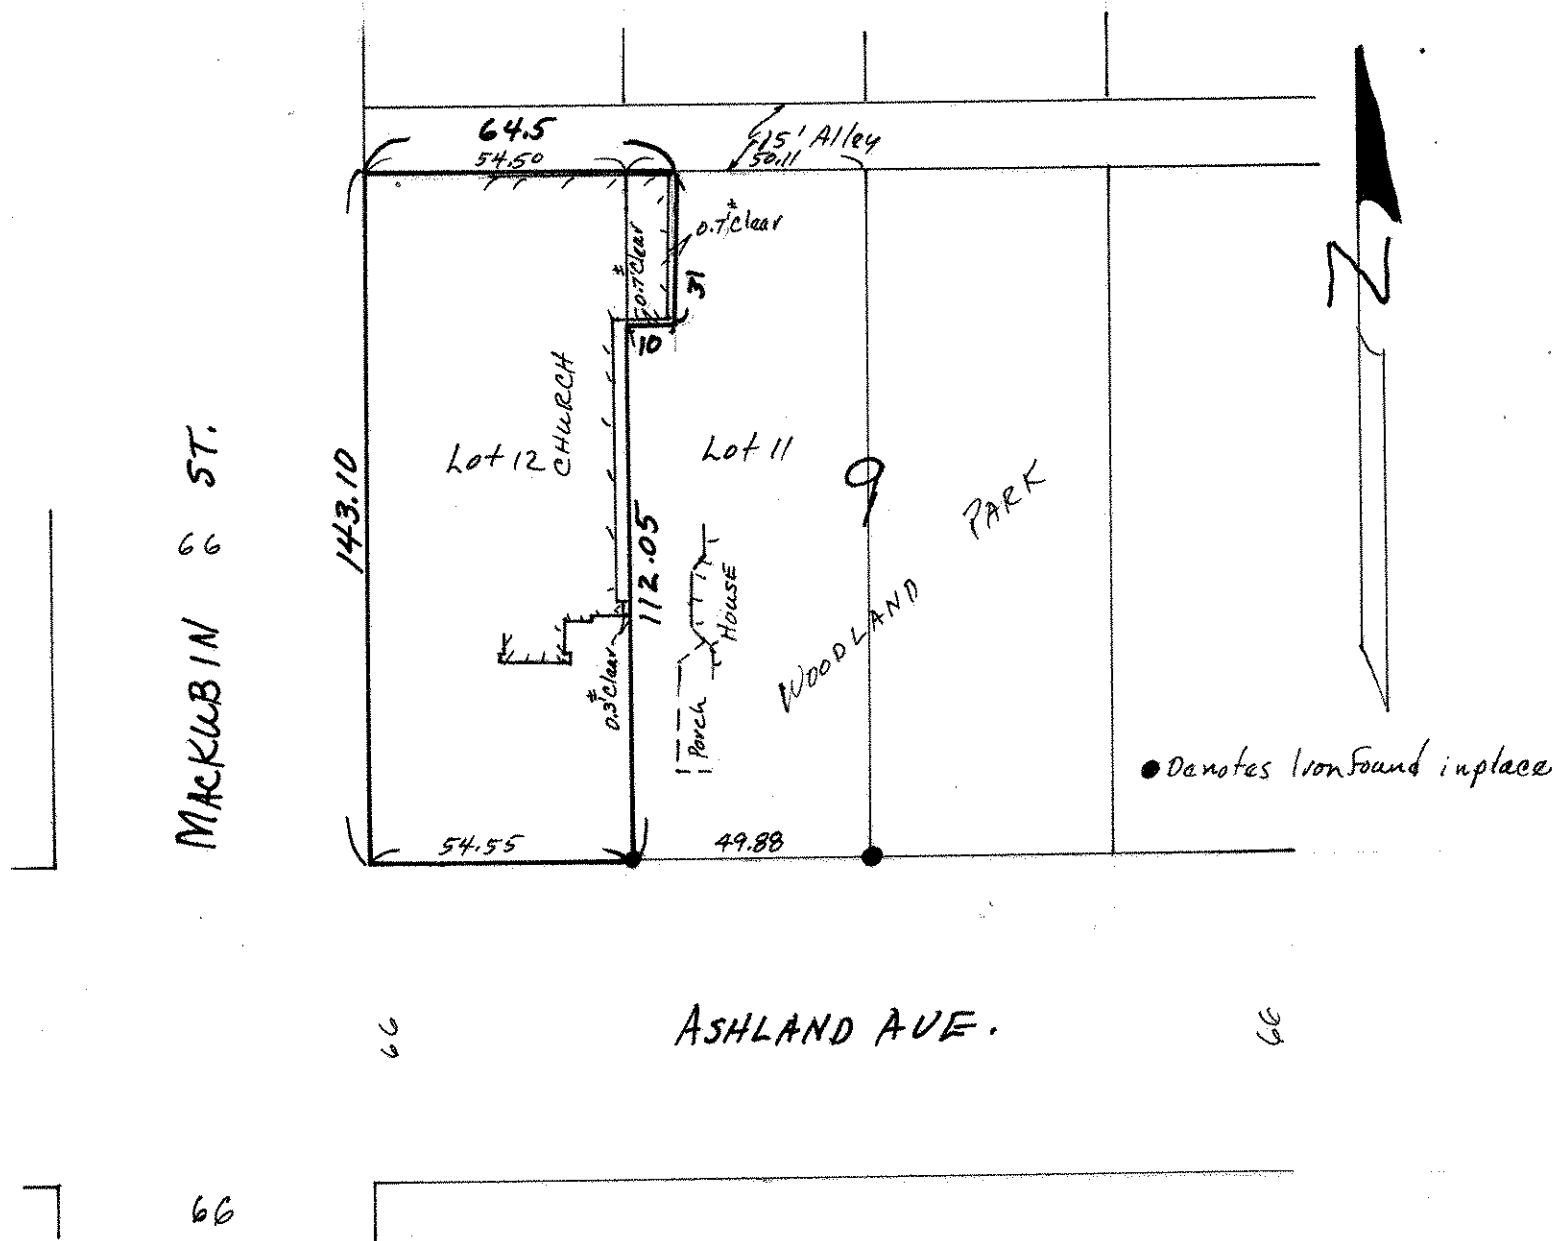 64.5
54.50
15' Alley
50.11
0.7'± Clear
0.7'± Clear
31
10
N
MACKUBIN 66 ST.
143.10
Lot 12
CHURCH
Lot 11
9
WOODLAND PARK
112.05
HOUSE
0.3'± Clear
Porch
● Denotes Iron found inplace
54.55
49.88
66
ASHLAND AVE.
66
66